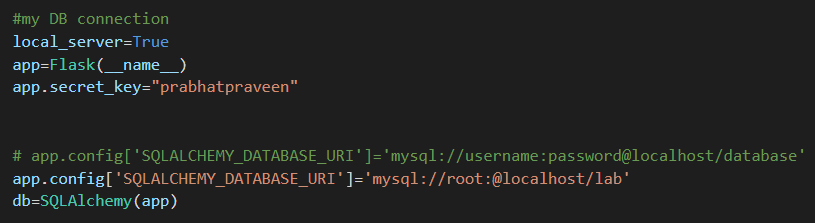 #my DB connection
local_server=True
app=Flask(__name__)
app.secret_key="prabhatpraveen"
# app.config['SQLALCHEMY_DATABASE_URI']='mysql://username:password@localhost/database'
app.config['SQLALCHEMY_DATABASE_URI']='mysql://root:@localhost/lab'
db=SQLAlchemy(app)